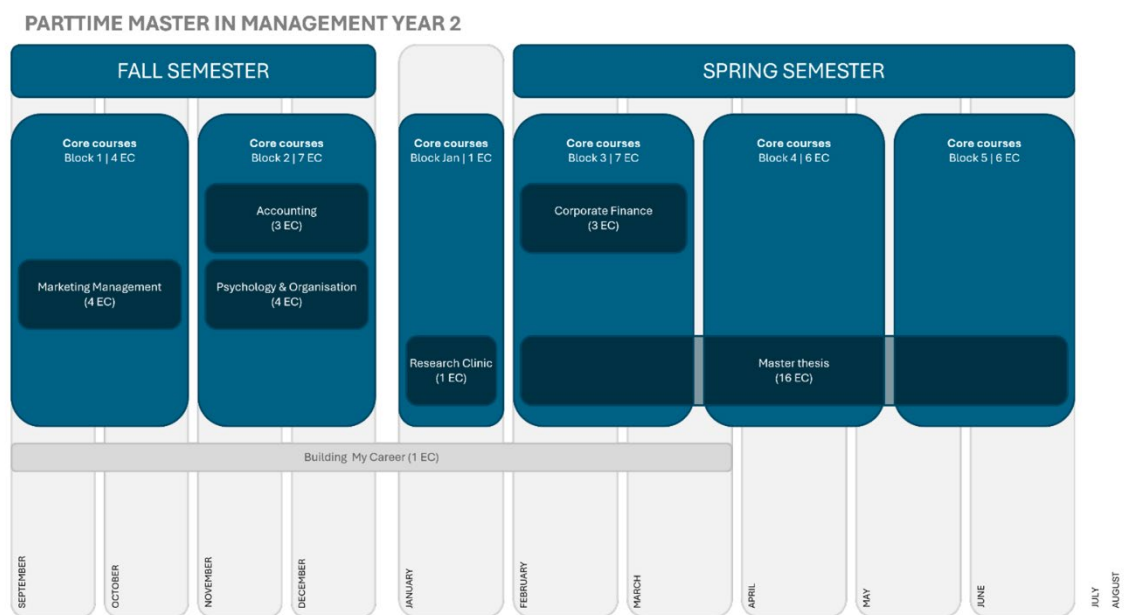 PARTTIME MASTER IN MANAGEMENT YEAR 2
FALL SEMESTER
SPRING SEMESTER
Core courses
Block 1 | 4 EC
Core courses
Block 2 | 7 EC
Core courses
Block Jan | 1 EC
Core courses
Block 3 | 7 EC
Core courses
Block 4 | 6 EC
Core courses
Block 5 | 6 EC
Accounting
(3 EC)
Corporate Finance
(3 EC)
Marketing Management
(4 EC)
Psychology & Organisation
(4 EC)
Research Clinic
(1 EC)
Master thesis
(16 EC)
Building My Career (1 EC)
SEPTEMBER
OCTOBER
NOVEMBER
DECEMBER
JANUARY
FEBRUARY
MARCH
APRIL
MAY
JUNE
JULY
AUGUST